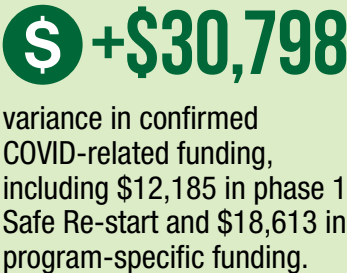 $ +$30,798
variance in confirmed
COVID-related funding,
including $12,185 in phase 1
Safe Re-start and $18,613 in
program-specific funding.